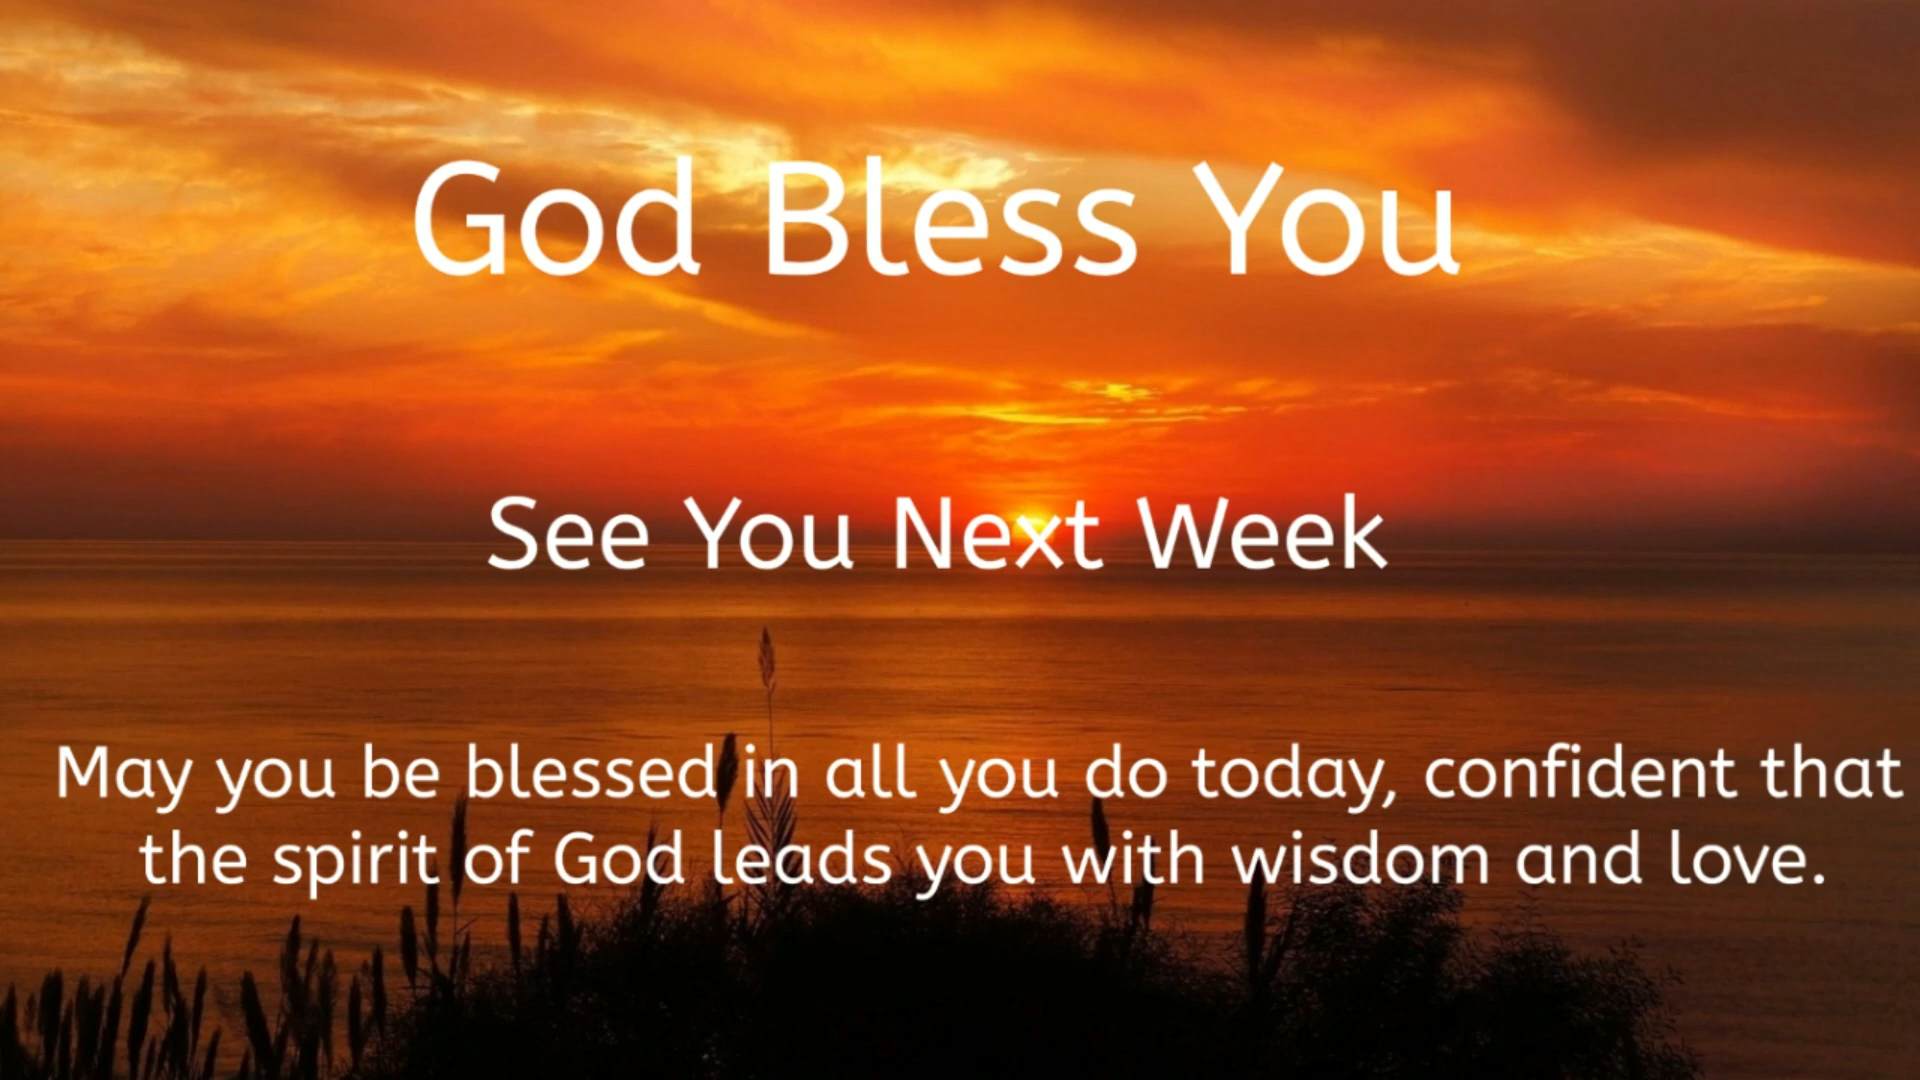 God Bless You
See You Next Week
May you be blessed in all you do today, confident that
the spirit of God leads you with wisdom and love.